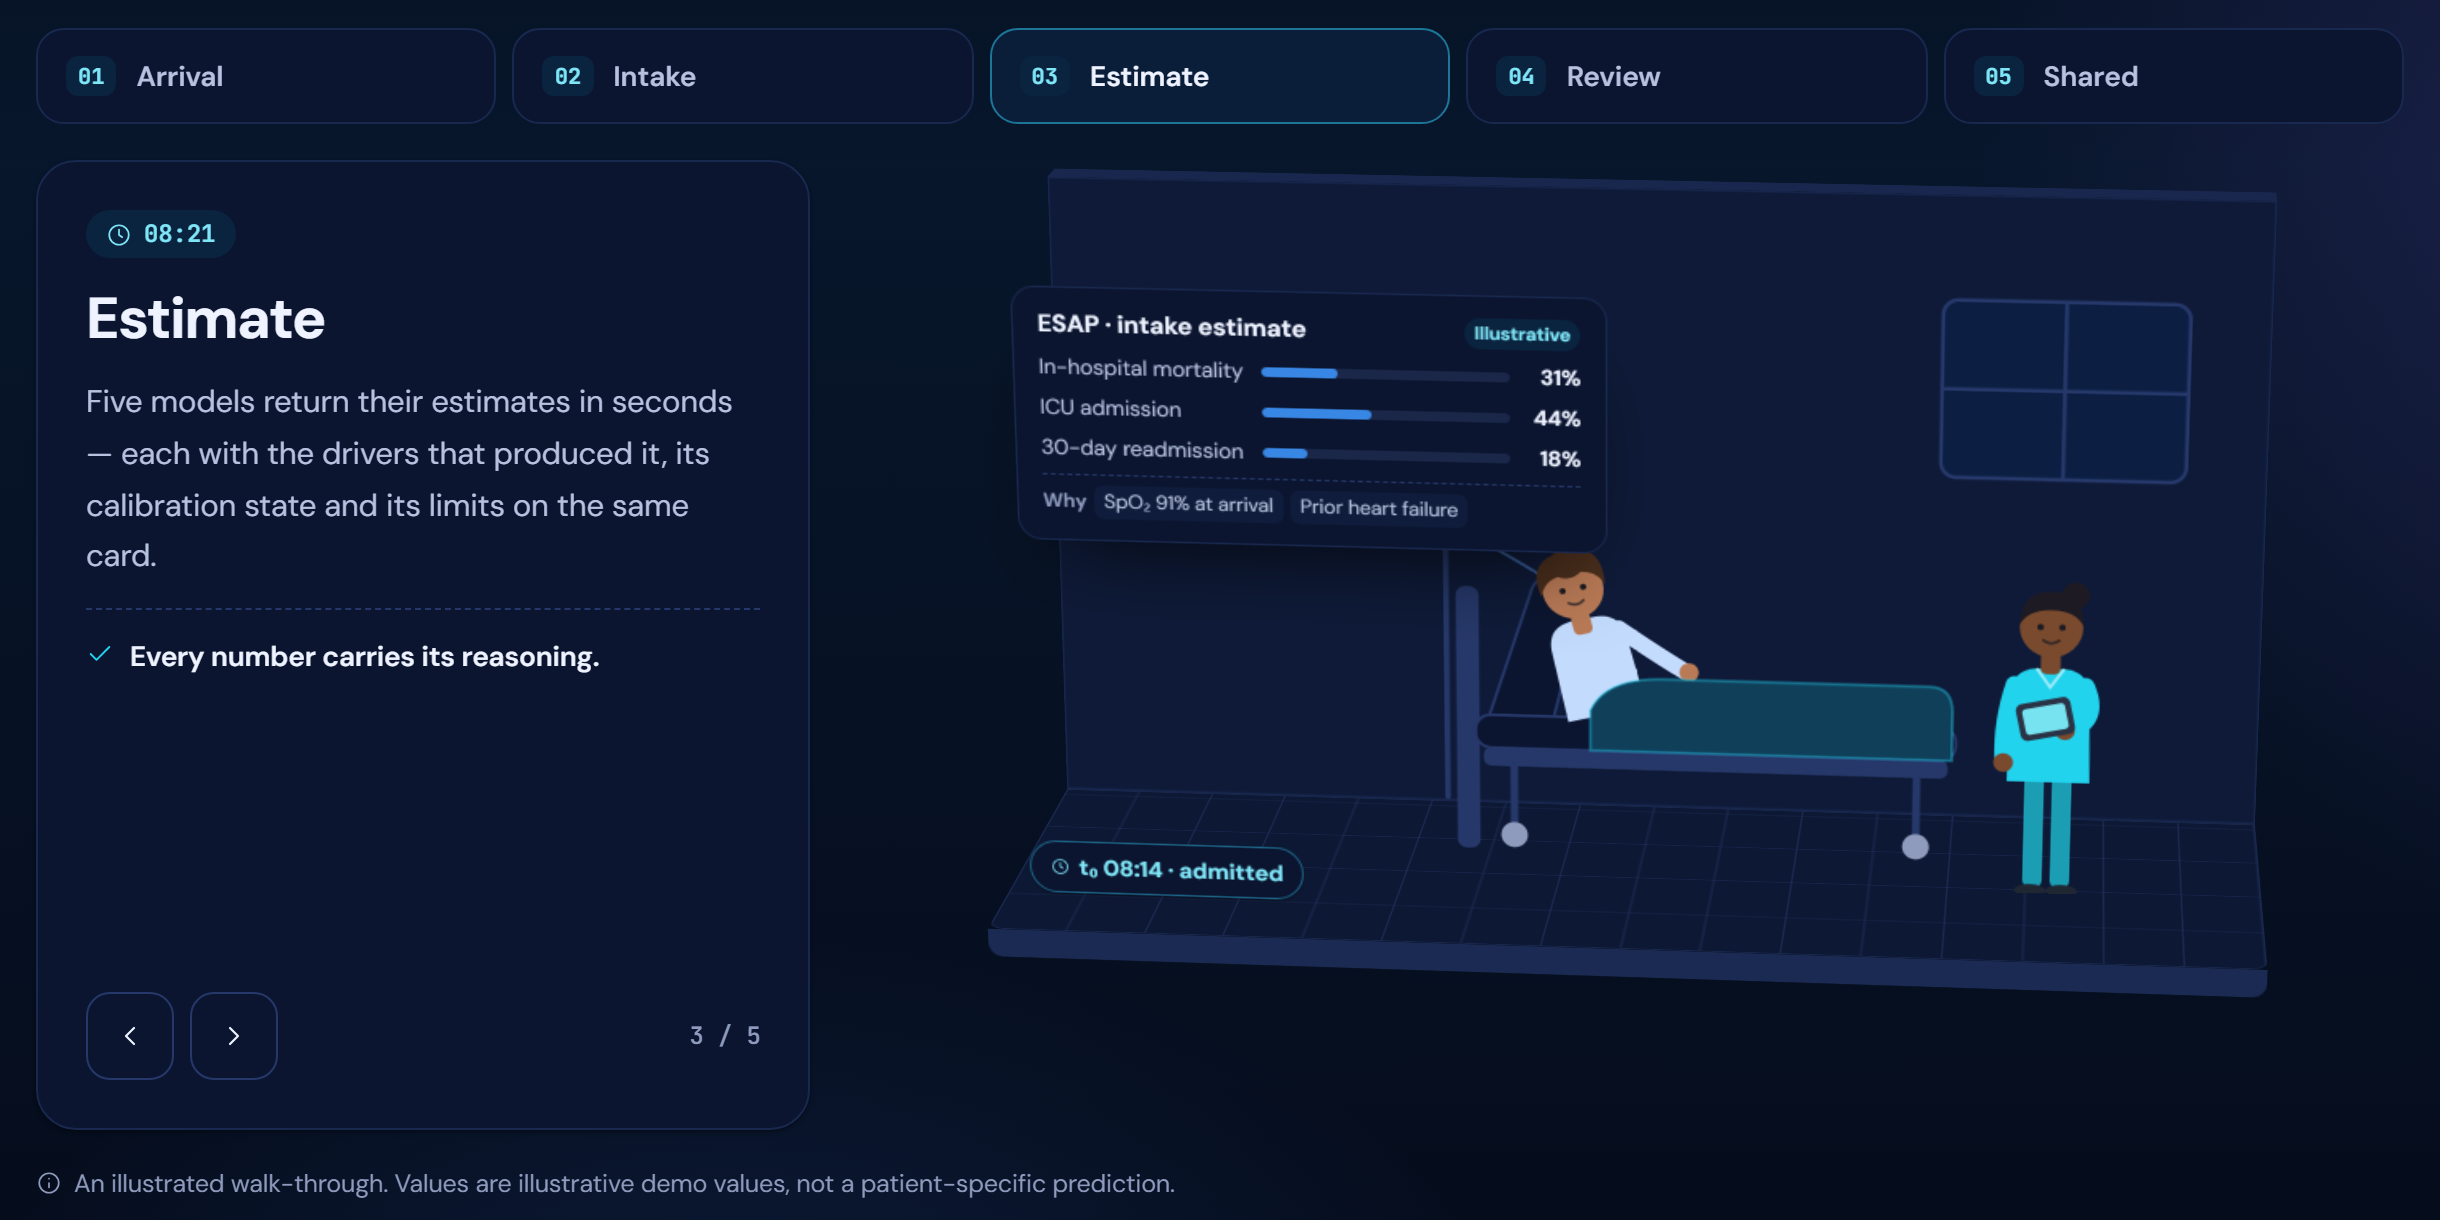 01 Arrival
02 Intake
03 Estimate
04 Review
05 Shared
08:21
Estimate
Five models return their estimates in seconds
— each with the drivers that produced it, its
calibration state and its limits on the same
card.
Every number carries its reasoning.
3 / 5
ESAP · intake estimate
Illustrative
In-hospital mortality 31%
ICU admission 44%
30-day readmission 18%
Why SpO₂ 91% at arrival Prior heart failure
t₀ 08:14 · admitted
An illustrated walk-through. Values are illustrative demo values, not a patient-specific prediction.